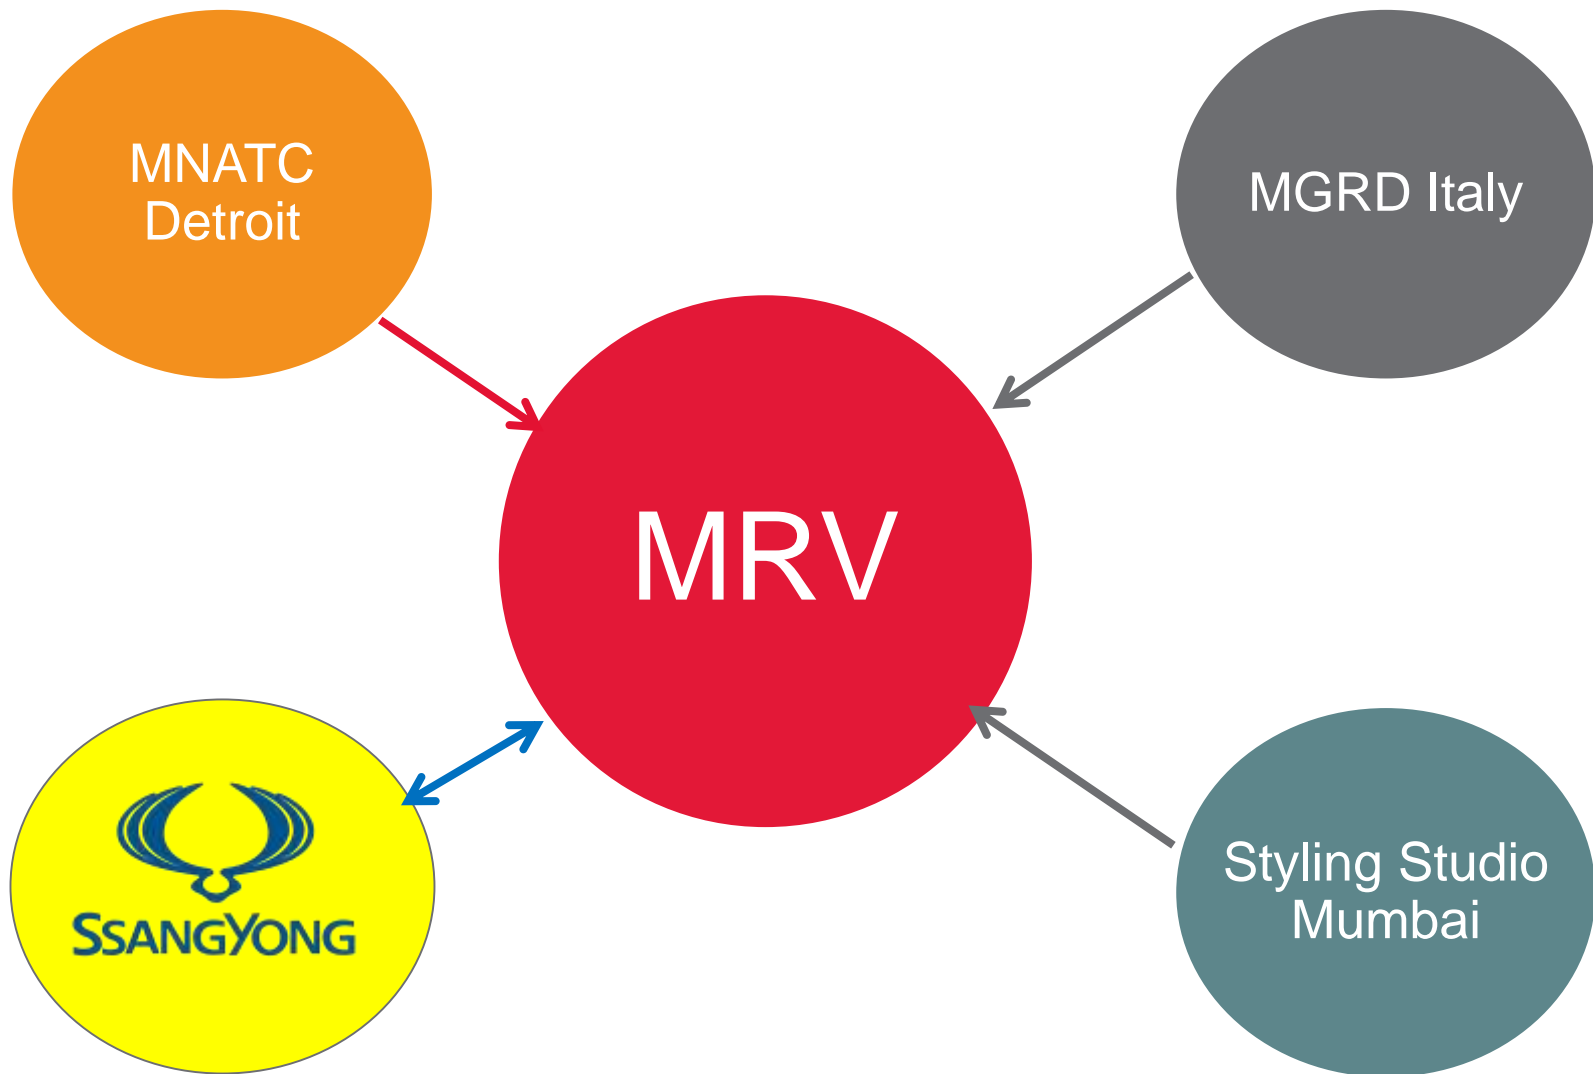 MNATC
Detroit
MGRD Italy
MRV
SSANGYONG
Styling Studio
Mumbai